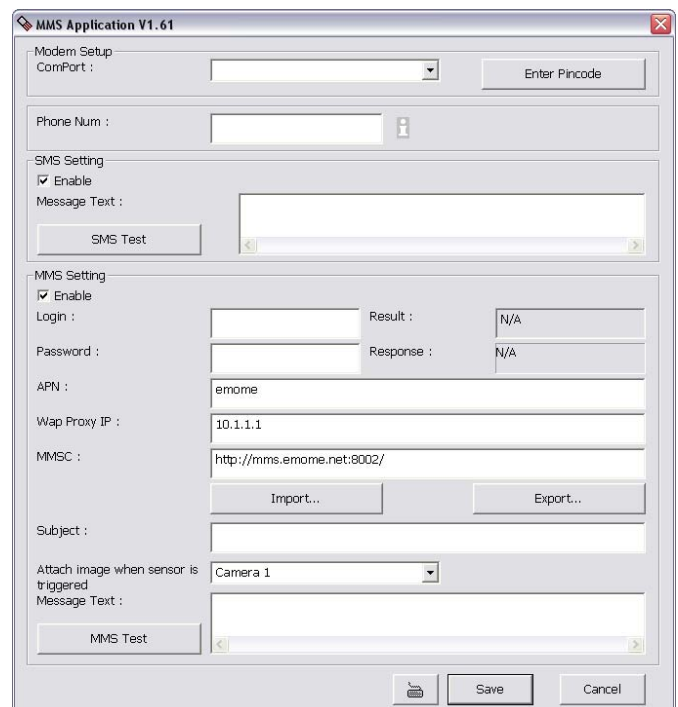 MMS Application V1.61
Modem Setup
ComPort :
Enter Pincode
Phone Num :
SMS Setting
Enable
Message Text :
SMS Test
MMS Setting
Enable
Login :
Result :
N/A
Password :
Response :
N/A
APN :
emome
Wap Proxy IP :
10.1.1.1
MMSC :
http://mms.emome.net:8002/
Import...
Export...
Subject :
Attach image when sensor is
triggered
Camera 1
Message Text :
MMS Test
Save
Cancel